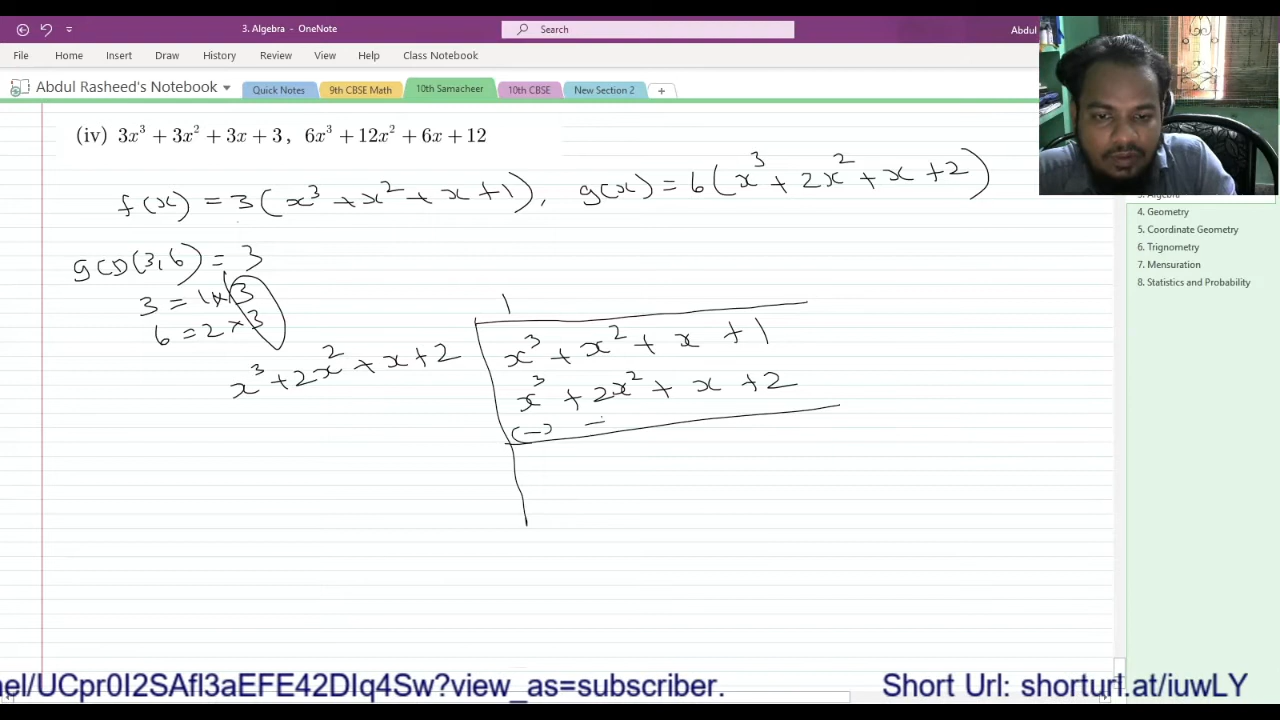 3. Algebra - OneNote
Search
Abdul
File Home Insert Draw History Review View Help Class Notebook
Abdul Rasheed's Notebook
Quick Notes 9th CBSE Math 10th Samacheer 10th CBSE New Section 2 +
(iv) 3x³ + 3x² + 3x + 3, 6x³ + 12x² + 6x + 12
f(x) = 3(x³ + x² + x + 1), g(x) = 6(x³ + 2x² + x + 2)
gcD(3,6) = 3
3 = 1 × 3
6 = 2 × 3
1
x³ + 2x² + x + 2
x³ + x² + x + 1
x³ + 2x² + x + 2
(−) −
4. Geometry
5. Coordinate Geometry
6. Trignometry
7. Mensuration
8. Statistics and Probability
nel/UCpr0I2SAfl3aEFE42DIq4Sw?view_as=subscriber. Short Url: shorturl.at/iuwLY